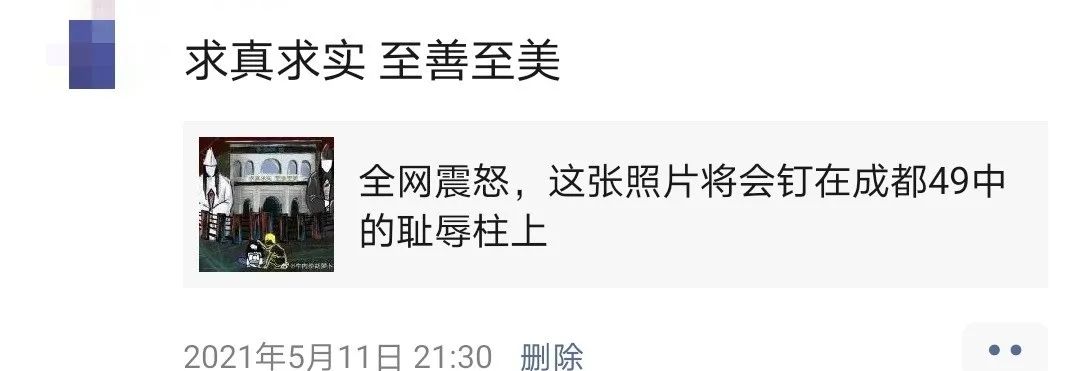 求真求实 至善至美
全网震怒，这张照片将会钉在成都49中
的耻辱柱上
2021年5月11日 21:30 删除